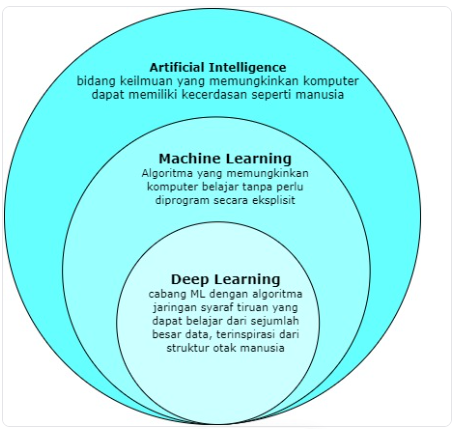 Artificial Intelligence
bidang keilmuan yang memungkinkan komputer
dapat memiliki kecerdasan seperti manusia
Machine Learning
Algoritma yang memungkinkan
komputer belajar tanpa perlu
diprogram secara eksplisit
Deep Learning
cabang ML dengan algoritma
jaringan syaraf tiruan yang
dapat belajar dari sejumlah
besar data, terinspirasi dari
struktur otak manusia